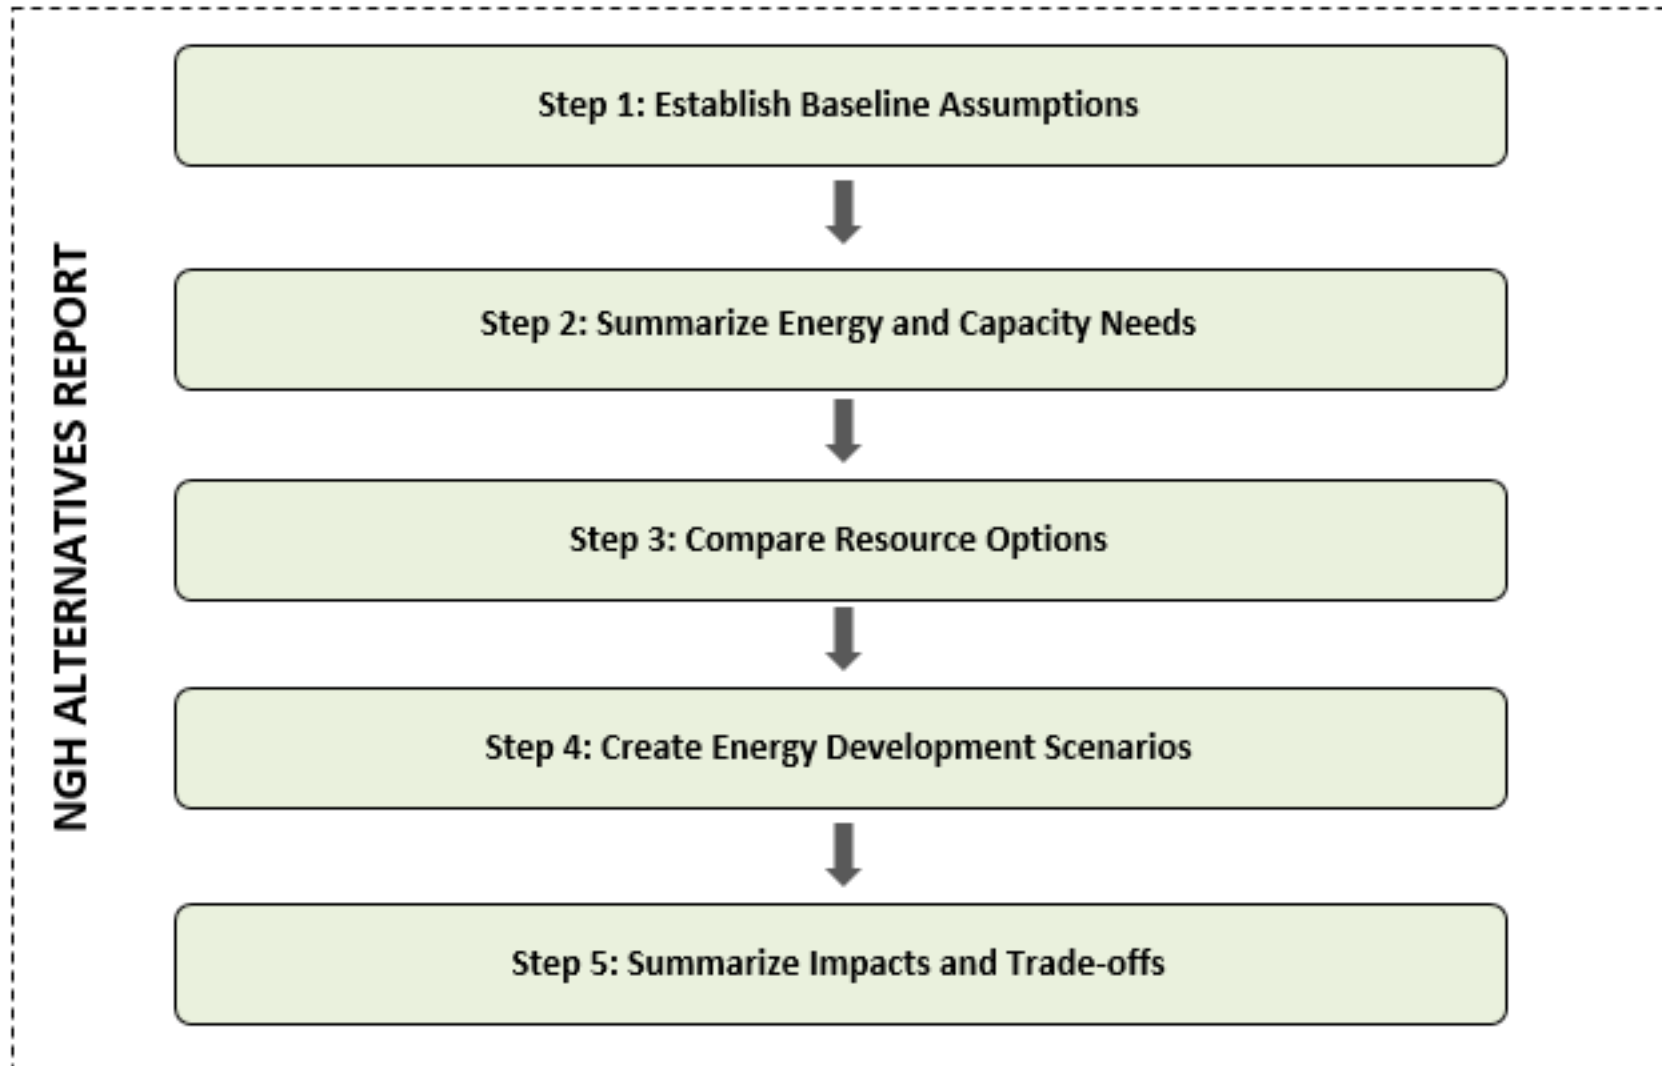 NGH ALTERNATIVES REPORT
Step 1: Establish Baseline Assumptions
Step 2: Summarize Energy and Capacity Needs
Step 3: Compare Resource Options
Step 4: Create Energy Development Scenarios
Step 5: Summarize Impacts and Trade-offs